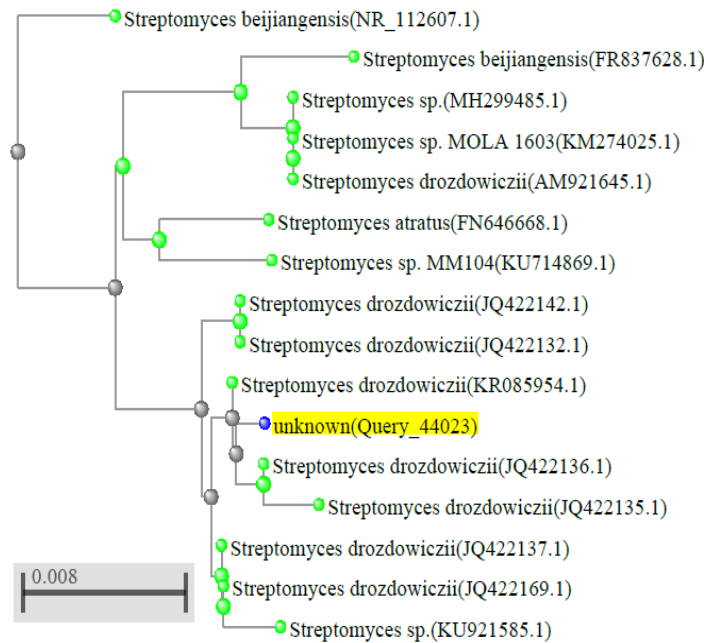 Streptomyces beijiangensis(NR_112607.1)
Streptomyces beijiangensis(FR837628.1)
Streptomyces sp.(MH299485.1)
Streptomyces sp. MOLA 1603(KM274025.1)
Streptomyces drozdowiczii(AM921645.1)
Streptomyces atratus(FN646668.1)
Streptomyces sp. MM104(KU714869.1)
Streptomyces drozdowiczii(JQ422142.1)
Streptomyces drozdowiczii(JQ422132.1)
Streptomyces drozdowiczii(KR085954.1)
unknown(Query_44023)
Streptomyces drozdowiczii(JQ422136.1)
Streptomyces drozdowiczii(JQ422135.1)
Streptomyces drozdowiczii(JQ422137.1)
0.008
Streptomyces drozdowiczii(JQ422169.1)
Streptomyces sp.(KU921585.1)